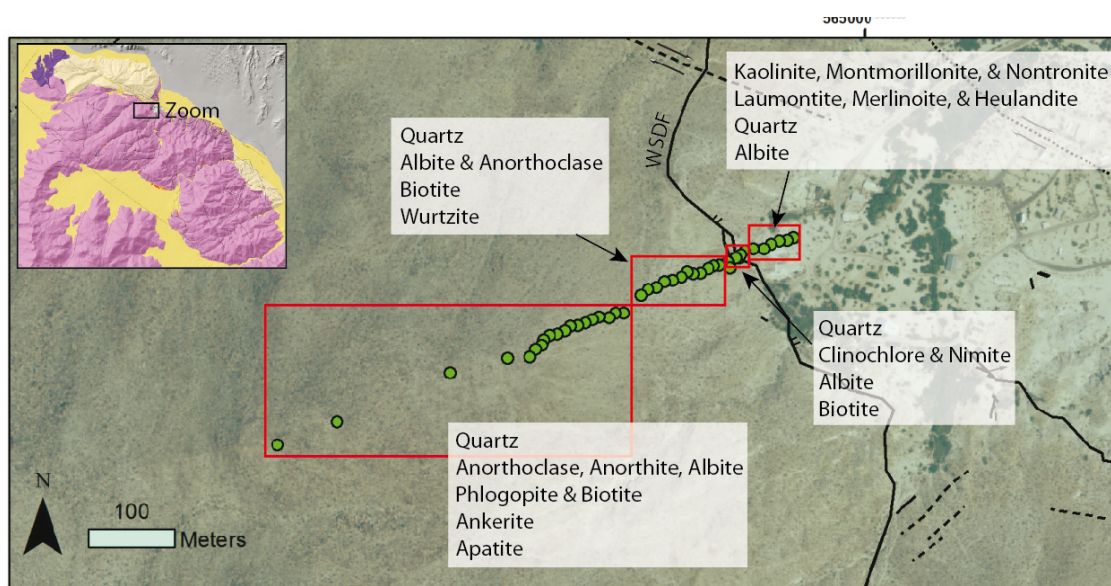 565000
Zoom
Kaolinite, Montmorillonite, & Nontronite
Laumontite, Merlinoite, & Heulandite
Quartz
Albite
WSDF
Quartz
Albite & Anorthoclase
Biotite
Wurtzite
Quartz
Clinochlore & Nimite
Albite
Biotite
Quartz
Anorthoclase, Anorthite, Albite
Phlogopite & Biotite
Ankerite
Apatite
N
100
Meters